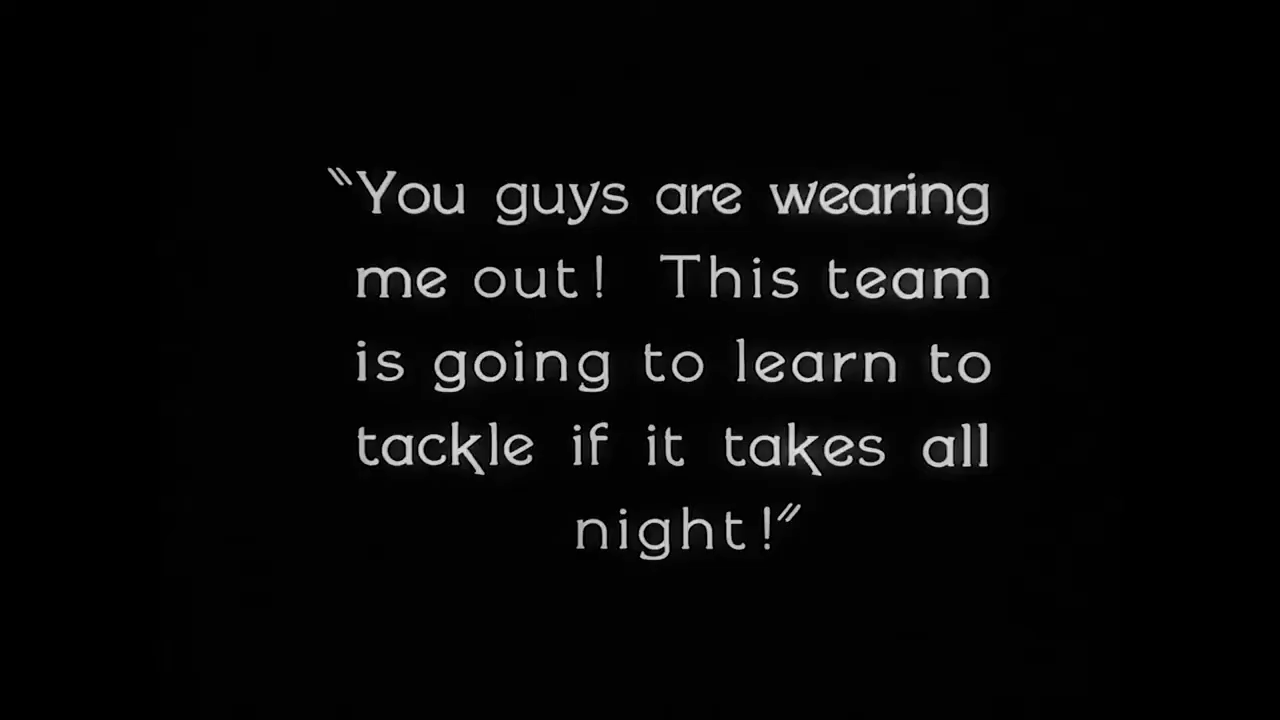 "You guys are wearing
me out! This team
is going to learn to
tackle if it takes all
night!"